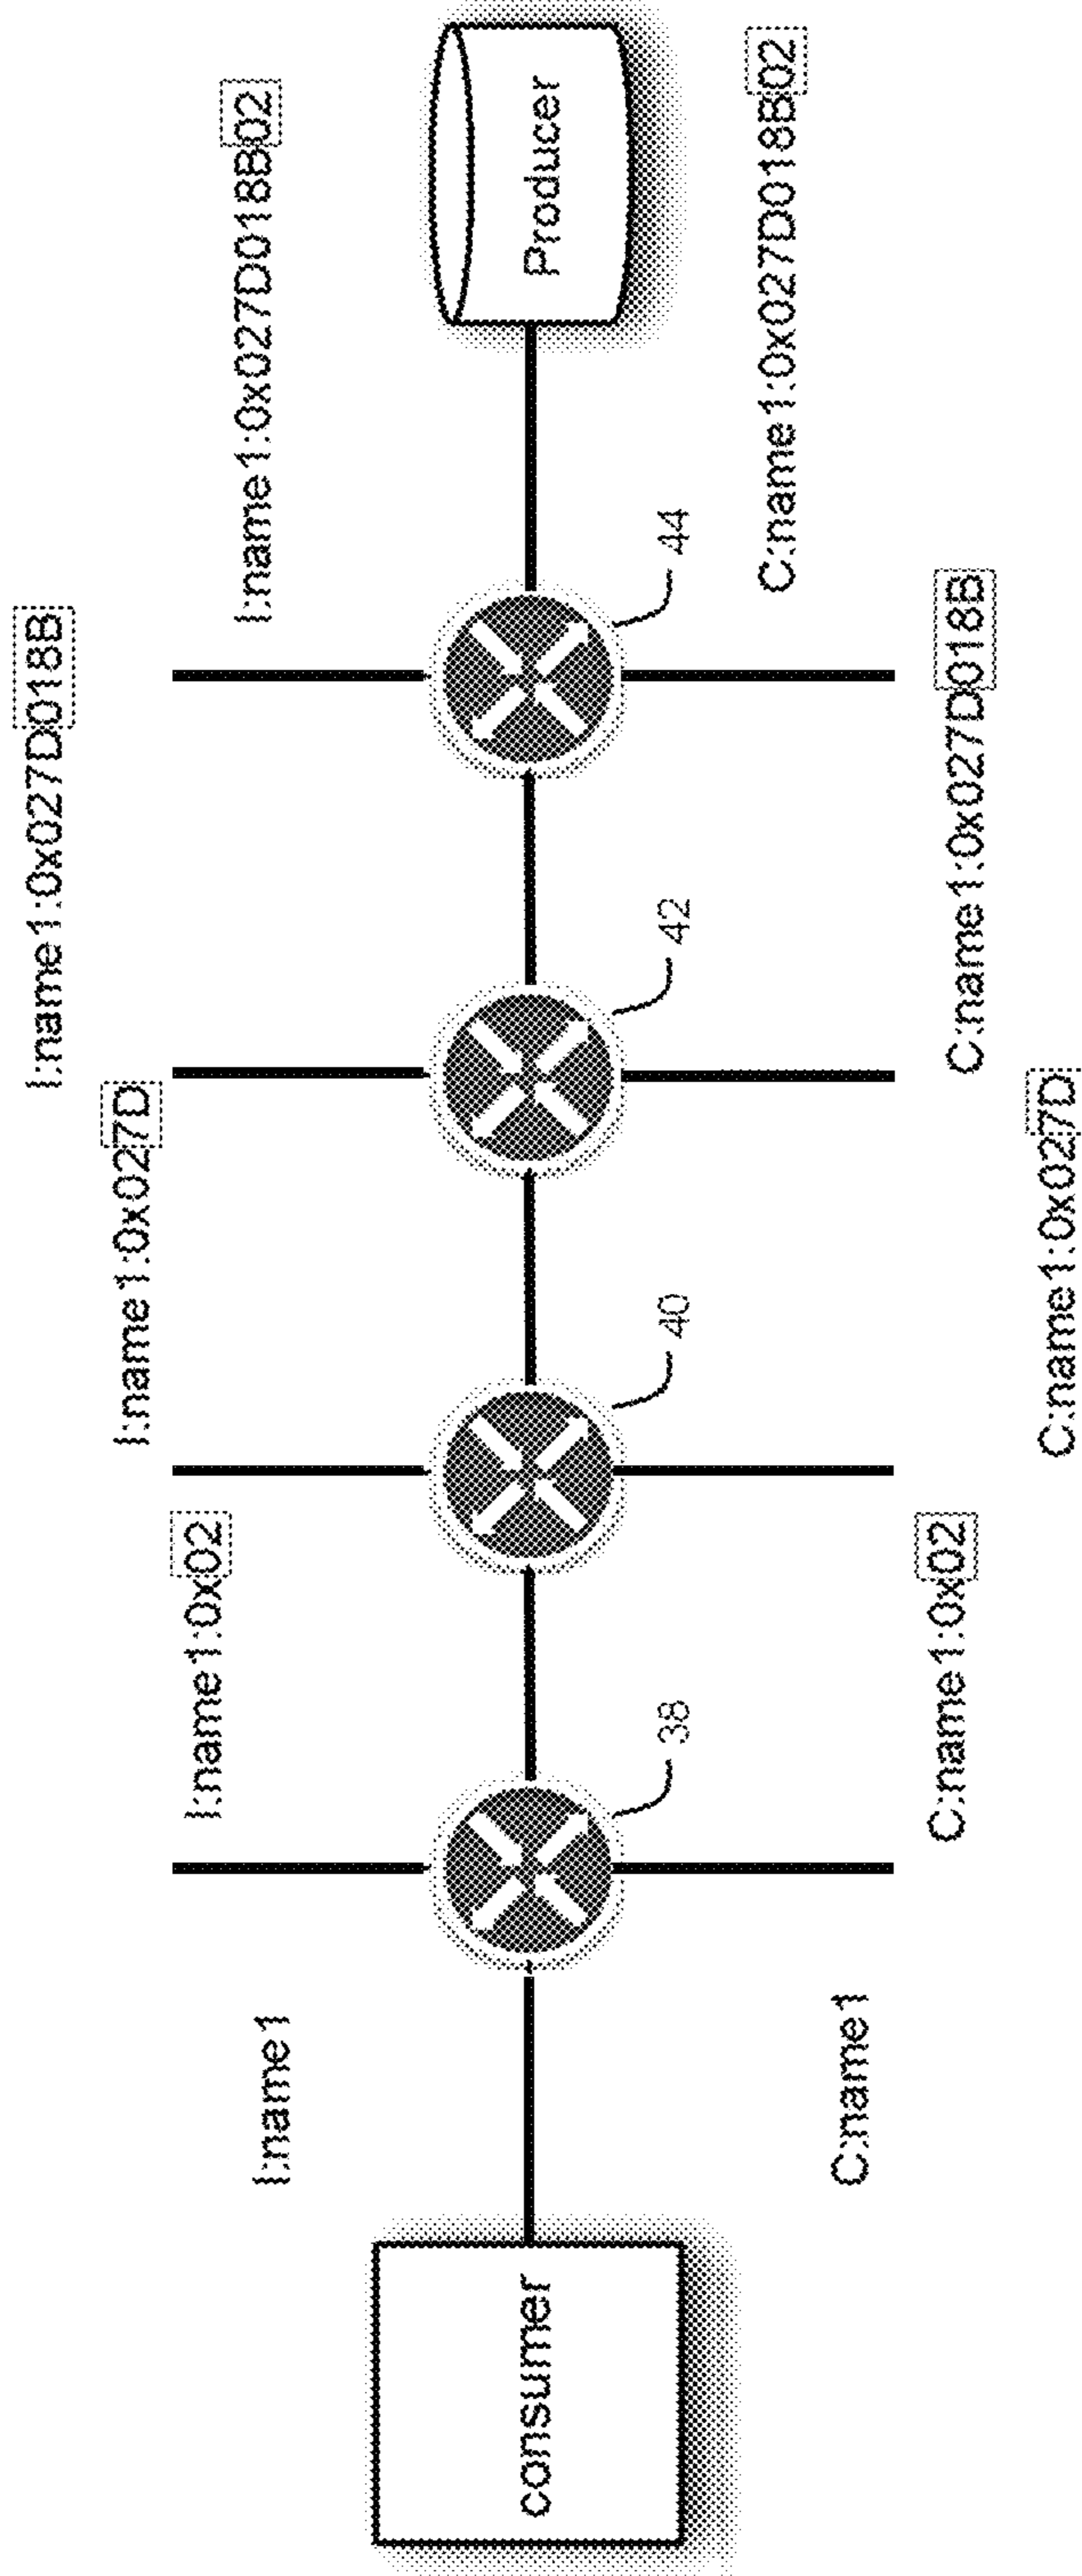 I:name1:0x027D018B
I:name1:0x027D
I:name1:0x02
I:name1:0x027D018B02
I:name1
consumer
Producer
38
40
42
44
C:name1
C:name1:0x027D018B02
C:name1:0x02
C:name1:0x027D018B
C:name1:0x027D